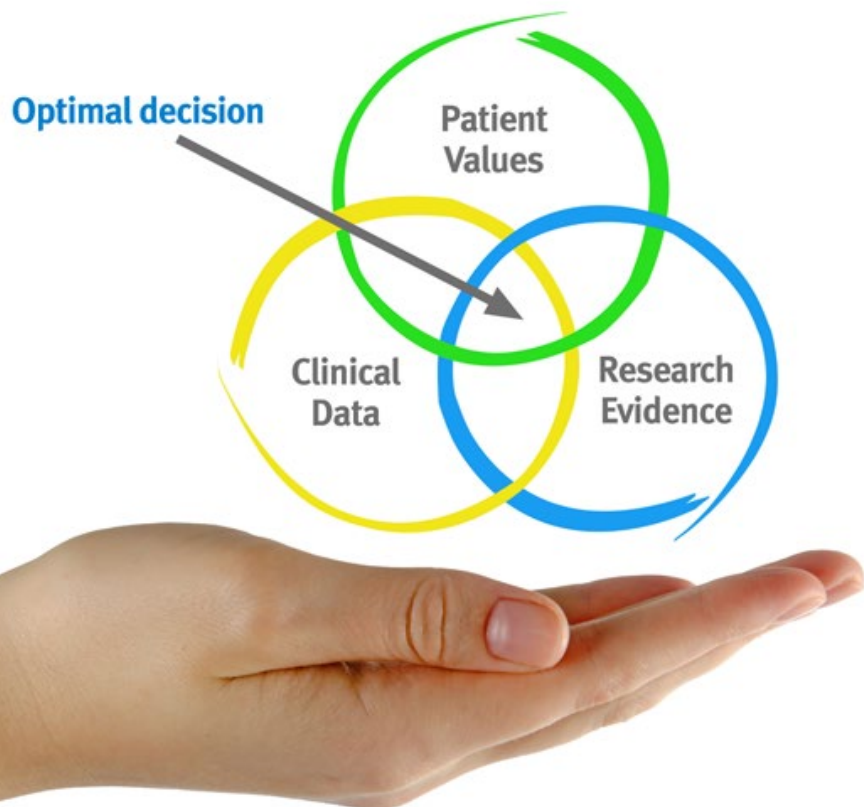 Optimal decision
Patient
Values
Clinical
Data
Research
Evidence